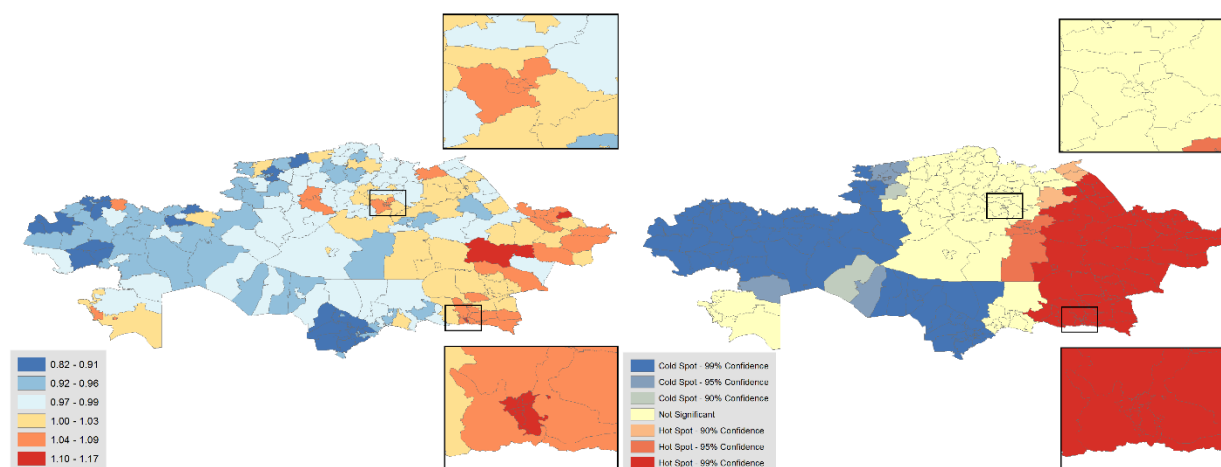 0.82 - 0.91
0.92 - 0.96
0.97 - 0.99
1.00 - 1.03
1.04 - 1.09
1.10 - 1.17
Cold Spot - 99% Confidence
Cold Spot - 95% Confidence
Cold Spot - 90% Confidence
Not Significant
Hot Spot - 90% Confidence
Hot Spot - 95% Confidence
Hot Spot - 99% Confidence